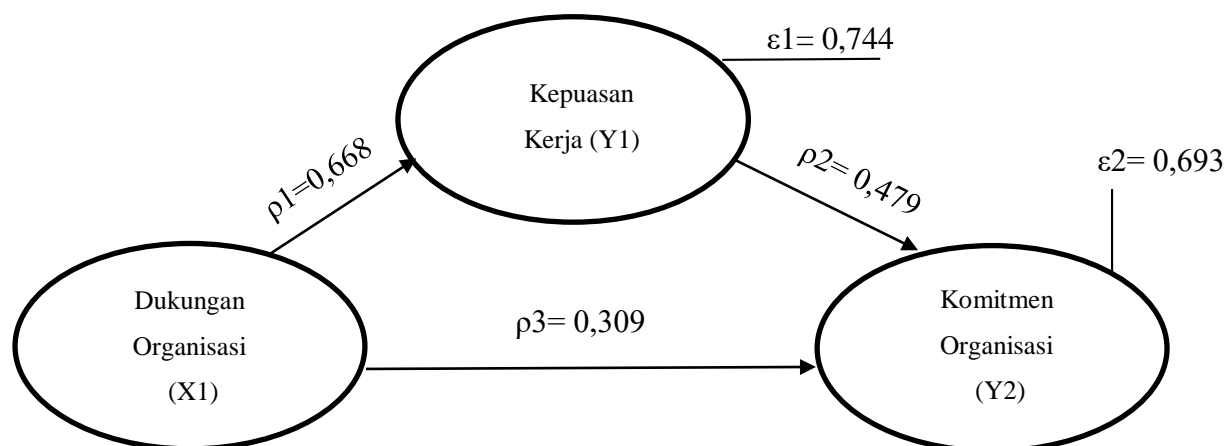 ε1= 0,744
Kepuasan
Kerja (Y1)
ρ1=0,668
ρ2= 0,479
ε2= 0,693
Dukungan
Organisasi
(X1)
ρ3= 0,309
Komitmen
Organisasi
(Y2)